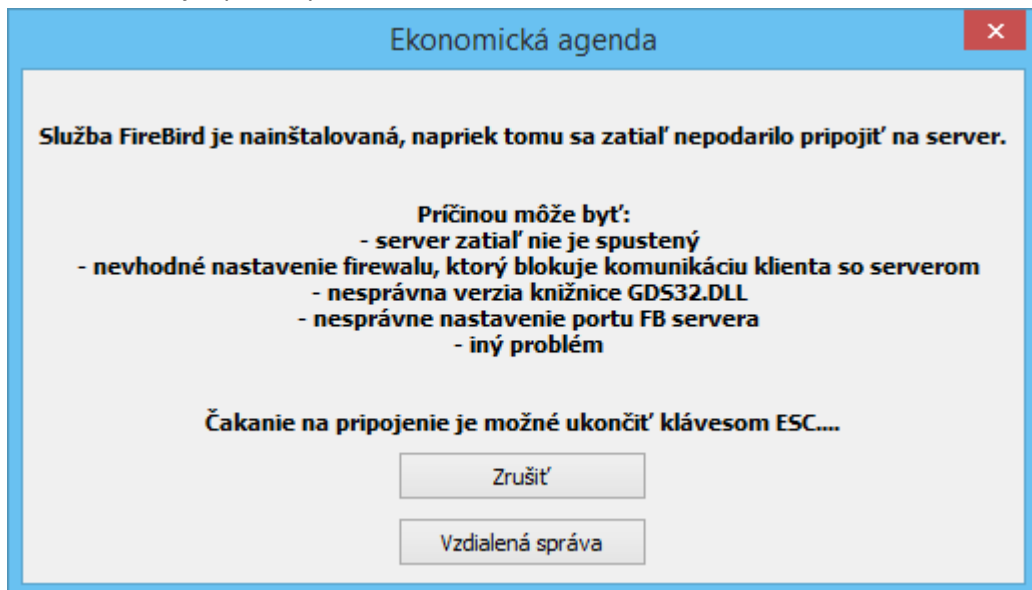 Ekonomická agenda
Služba FireBird je nainštalovaná, napriek tomu sa zatiaľ nepodarilo pripojiť na server.
Príčinou môže byť:
- server zatiaľ nie je spustený
- nevhodné nastavenie firewalu, ktorý blokuje komunikáciu klienta so serverom
- nesprávna verzia knižnice GDS32.DLL
- nesprávne nastavenie portu FB servera
- iný problém
Čakanie na pripojenie je možné ukončiť klávesom ESC....
Zrušiť
Vzdialená správa